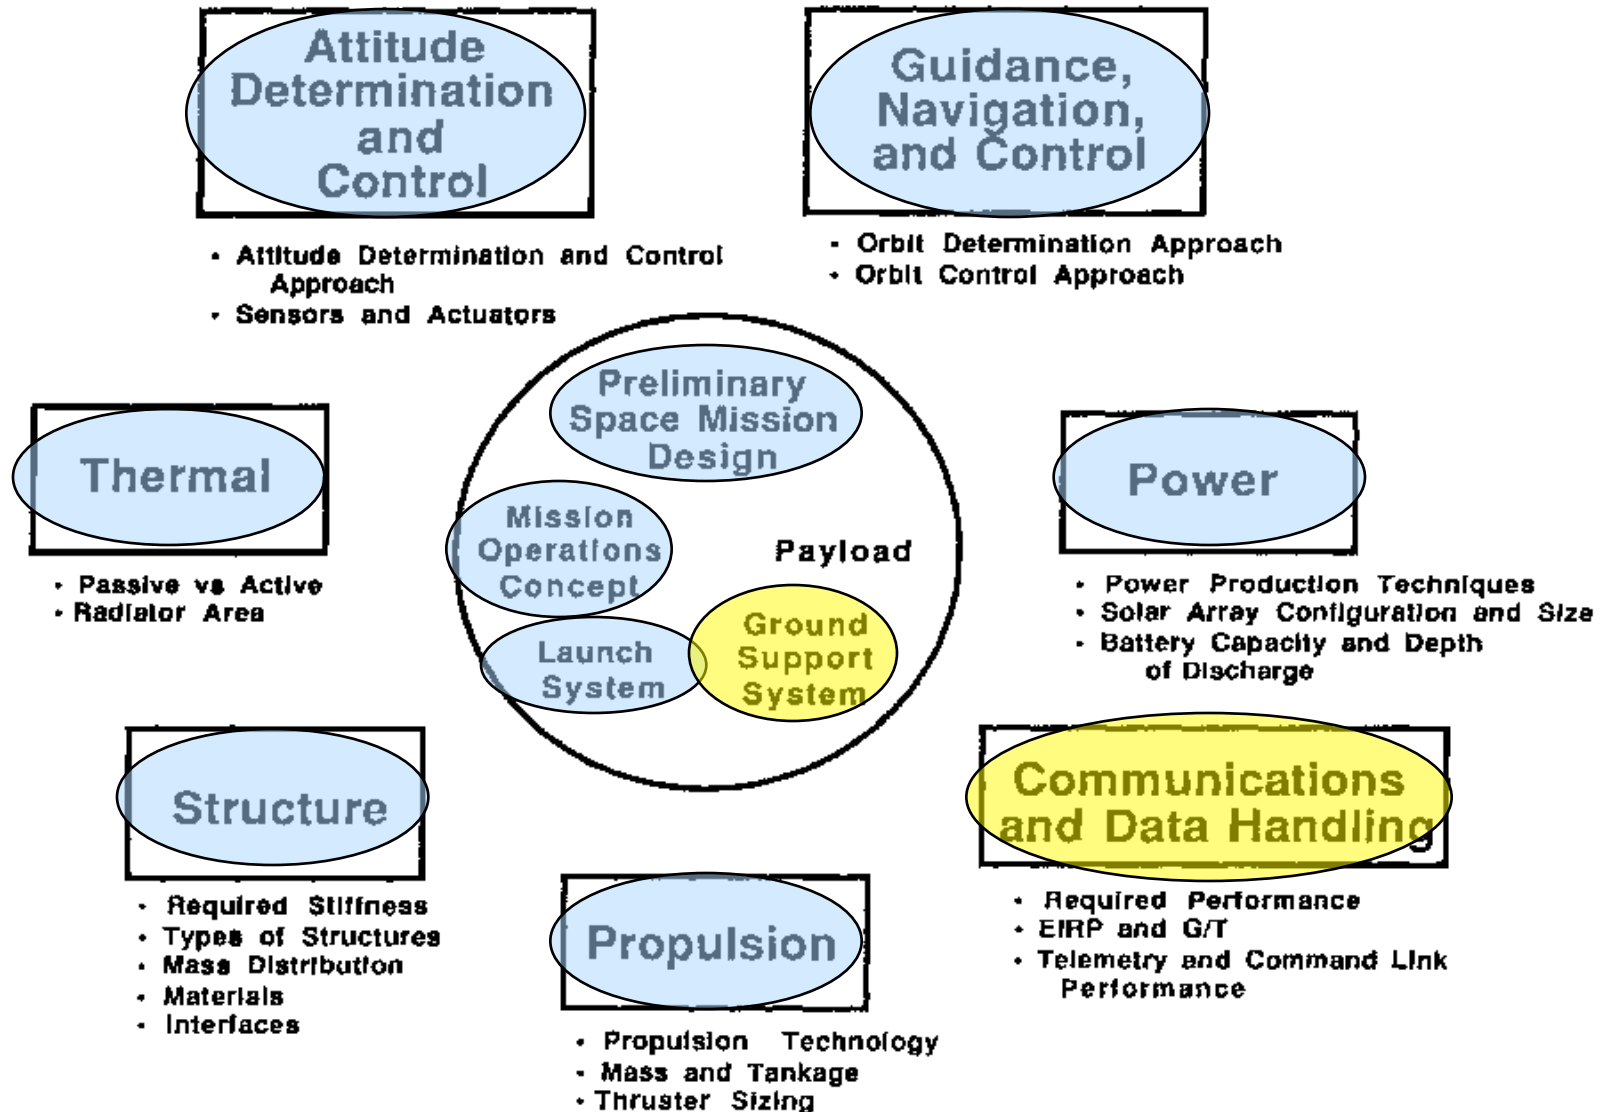 Attitude
Determination
and
Control
• Attitude Determination and Control
Approach
• Sensors and Actuators
Guidance,
Navigation,
and Control
• Orbit Determination Approach
• Orbit Control Approach
Preliminary
Space Mission
Design
Mission
Operations
Concept
Payload
Launch
System
Ground
Support
System
Thermal
• Passive vs Active
• Radiator Area
Power
• Power Production Techniques
• Solar Array Configuration and Size
• Battery Capacity and Depth
of Discharge
Structure
• Required Stiffness
• Types of Structures
• Mass Distribution
• Materials
• Interfaces
Propulsion
• Propulsion Technology
• Mass and Tankage
• Thruster Sizing
Communications
and Data Handling
• Required Performance
• EIRP and G/T
• Telemetry and Command Link
Performance